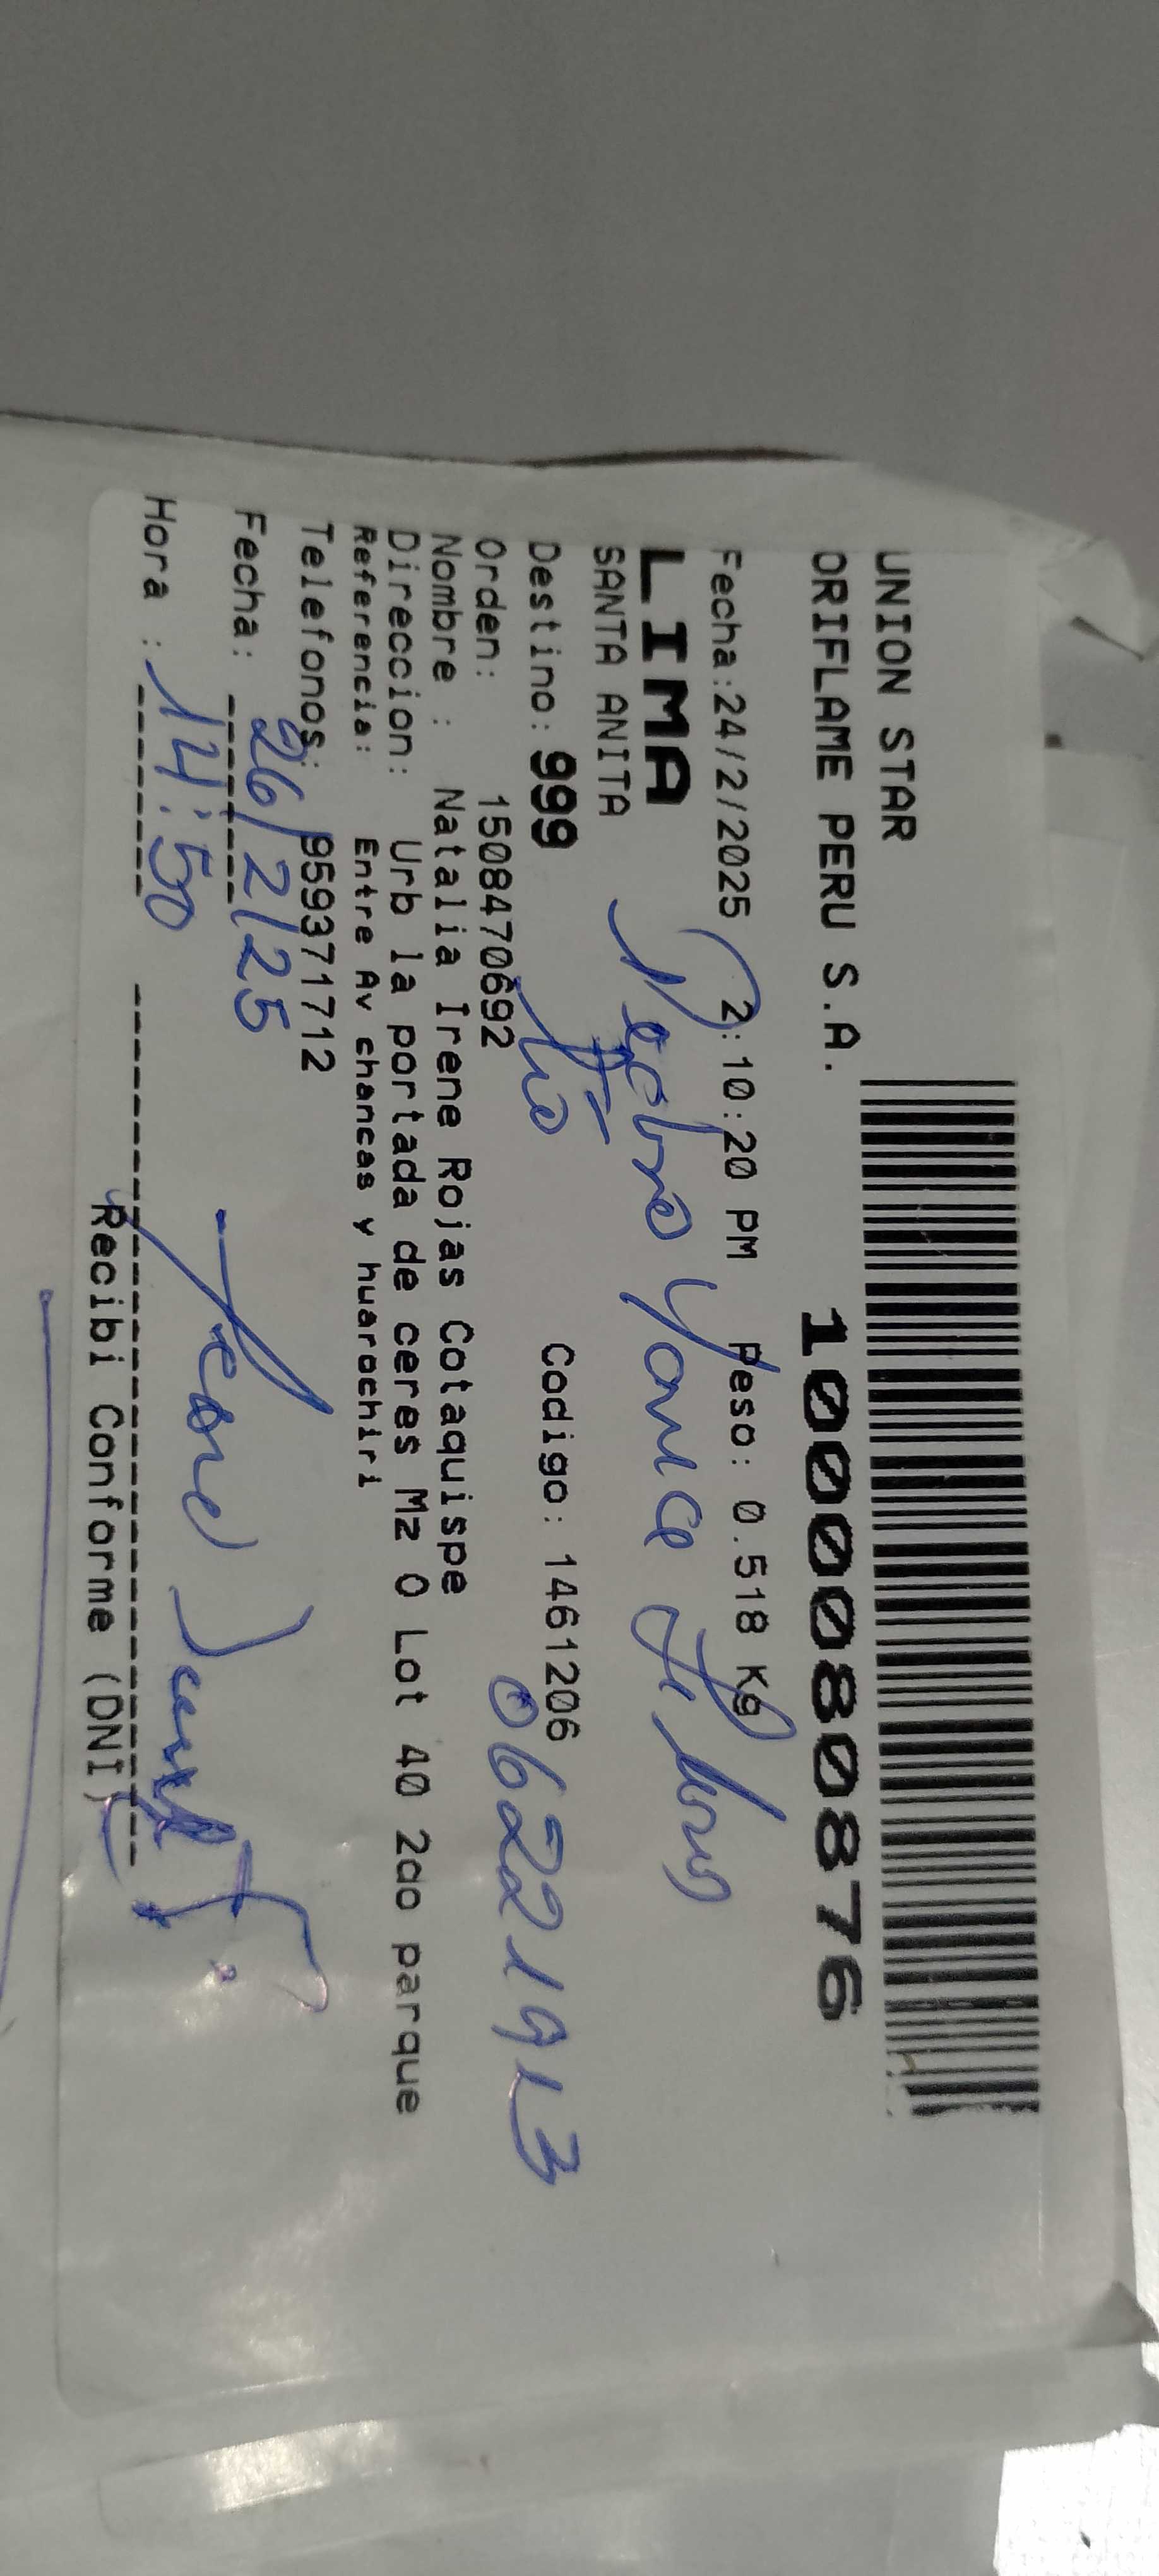 UNION STAR
ORIFLAME PERU S.A.
10000808876
Fecha:24/2/2025 2:10:20 PM Peso: 0.518 Kg
LIMA
SANTA ANITA
Yance
Destino: 999 Codigo: 1461206
tío
06221913
Orden: 1508470692
Nombre : Natalia Irene Rojas Cotaquispe
Direccion: Urb la portada de ceres Mz O Lot 40 2do parque
Referencia: Entre Av chancas y huarochiri
Telefonos: 959371712
Fecha: 26/2/25
Hora : 14:50
Recibi Conforme (DNI)